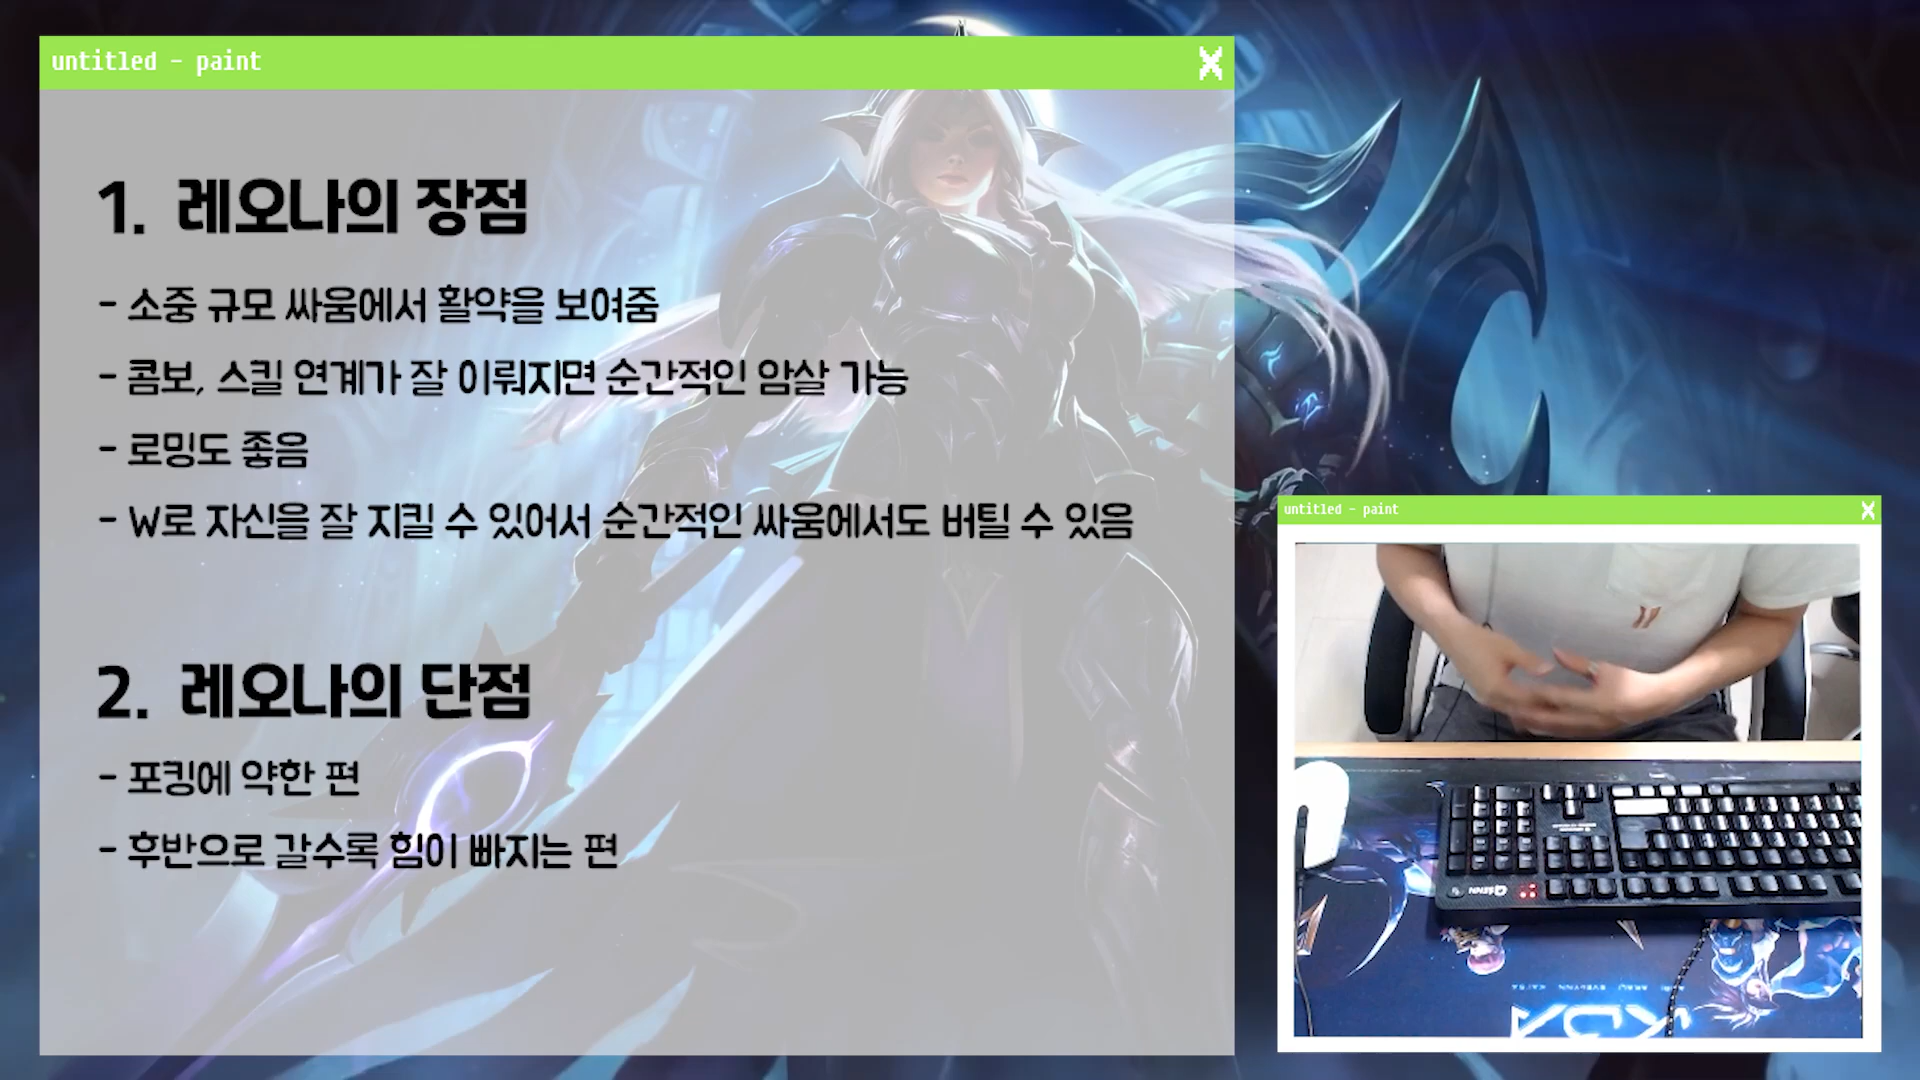 untitled - paint
1. 레오나의 장점
- 소중 규모 싸움에서 활약을 보여줌
- 콤보, 스킬 연계가 잘 이뤄지면 순간적인 암살 가능
- 로밍도 좋음
- W로 자신을 잘 지킬 수 있어서 순간적인 싸움에서도 버틸 수 있음
2. 레오나의 단점
- 포킹에 약한 편
- 후반으로 갈수록 힘이 빠지는 편
untitled - paint